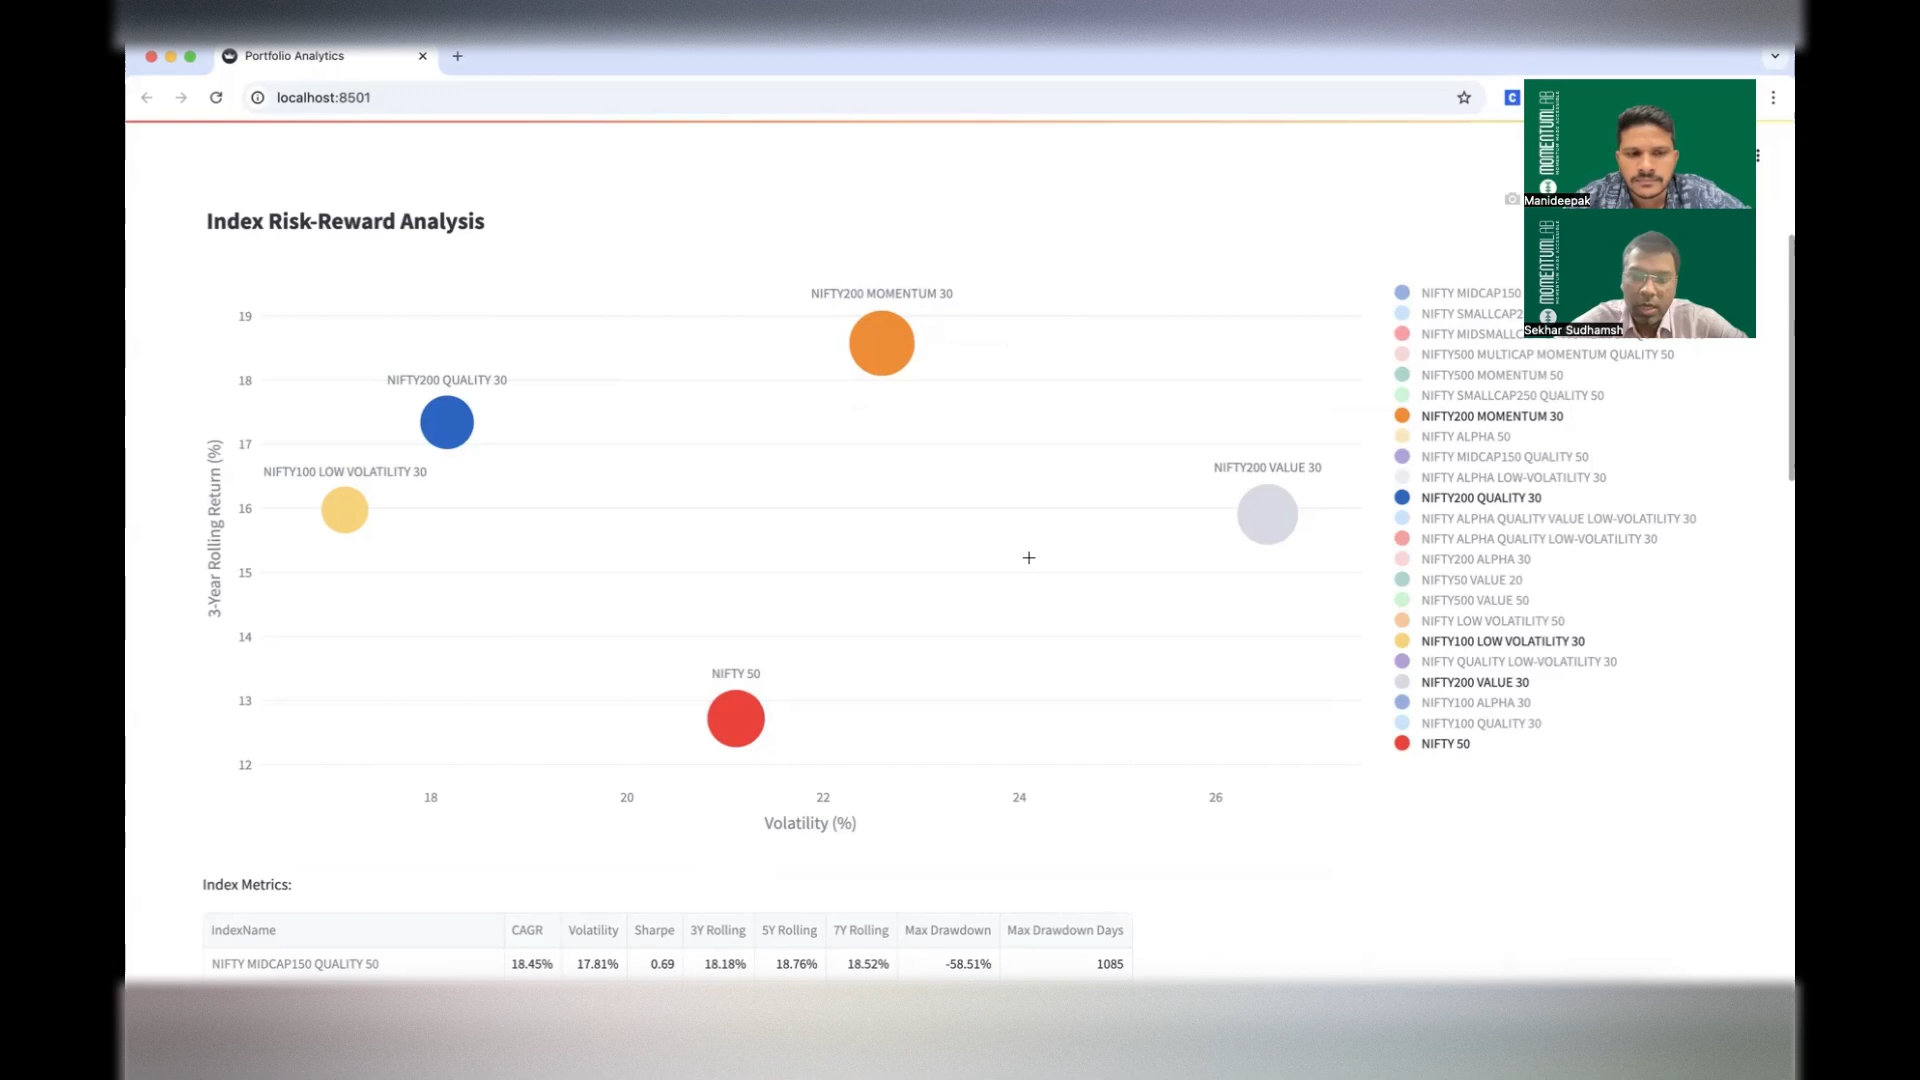 Portfolio Analytics
localhost:8501
C
MOMENTUMLAB
MOMENTUM MADE ACCESSIBLE
Manideepak
MOMENTUMLAB
MOMENTUM MADE ACCESSIBLE
Sekhar Sudhamsh
Index Risk-Reward Analysis
NIFTY200 MOMENTUM 30
NIFTY200 QUALITY 30
NIFTY100 LOW VOLATILITY 30
NIFTY200 VALUE 30
NIFTY 50
3-Year Rolling Return (%)
19
18
17
16
15
14
13
12
18
20
22
24
26
Volatility (%)
NIFTY MIDCAP150
NIFTY SMALLCAP2
NIFTY MIDSMALLC
NIFTY500 MULTICAP MOMENTUM QUALITY 50
NIFTY500 MOMENTUM 50
NIFTY SMALLCAP250 QUALITY 50
NIFTY200 MOMENTUM 30
NIFTY ALPHA 50
NIFTY MIDCAP150 QUALITY 50
NIFTY ALPHA LOW-VOLATILITY 30
NIFTY200 QUALITY 30
NIFTY ALPHA QUALITY VALUE LOW-VOLATILITY 30
NIFTY ALPHA QUALITY LOW-VOLATILITY 30
NIFTY200 ALPHA 30
NIFTY50 VALUE 20
NIFTY500 VALUE 50
NIFTY LOW VOLATILITY 50
NIFTY100 LOW VOLATILITY 30
NIFTY QUALITY LOW-VOLATILITY 30
NIFTY200 VALUE 30
NIFTY100 ALPHA 30
NIFTY100 QUALITY 30
NIFTY 50
Index Metrics:
IndexName CAGR Volatility Sharpe 3Y Rolling 5Y Rolling 7Y Rolling Max Drawdown Max Drawdown Days
NIFTY MIDCAP150 QUALITY 50 18.45% 17.81% 0.69 18.18% 18.76% 18.52% -58.51% 1085